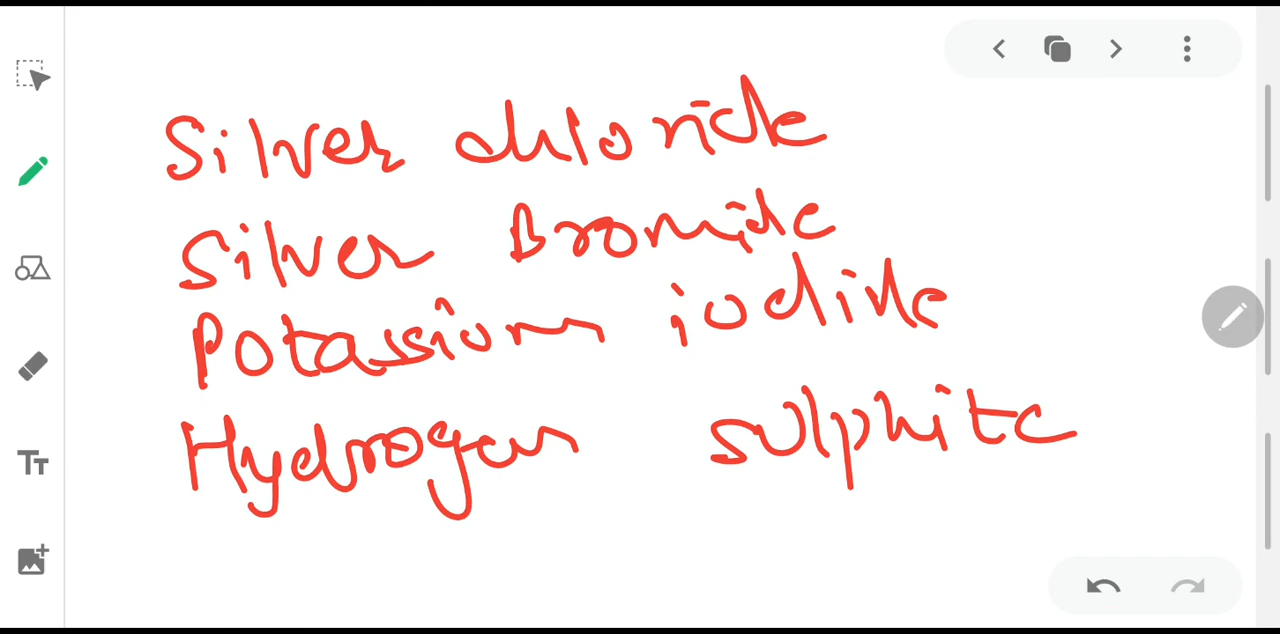 Silver chloride
Silver Bromide
Potassium iodide
Hydrogen sulphite